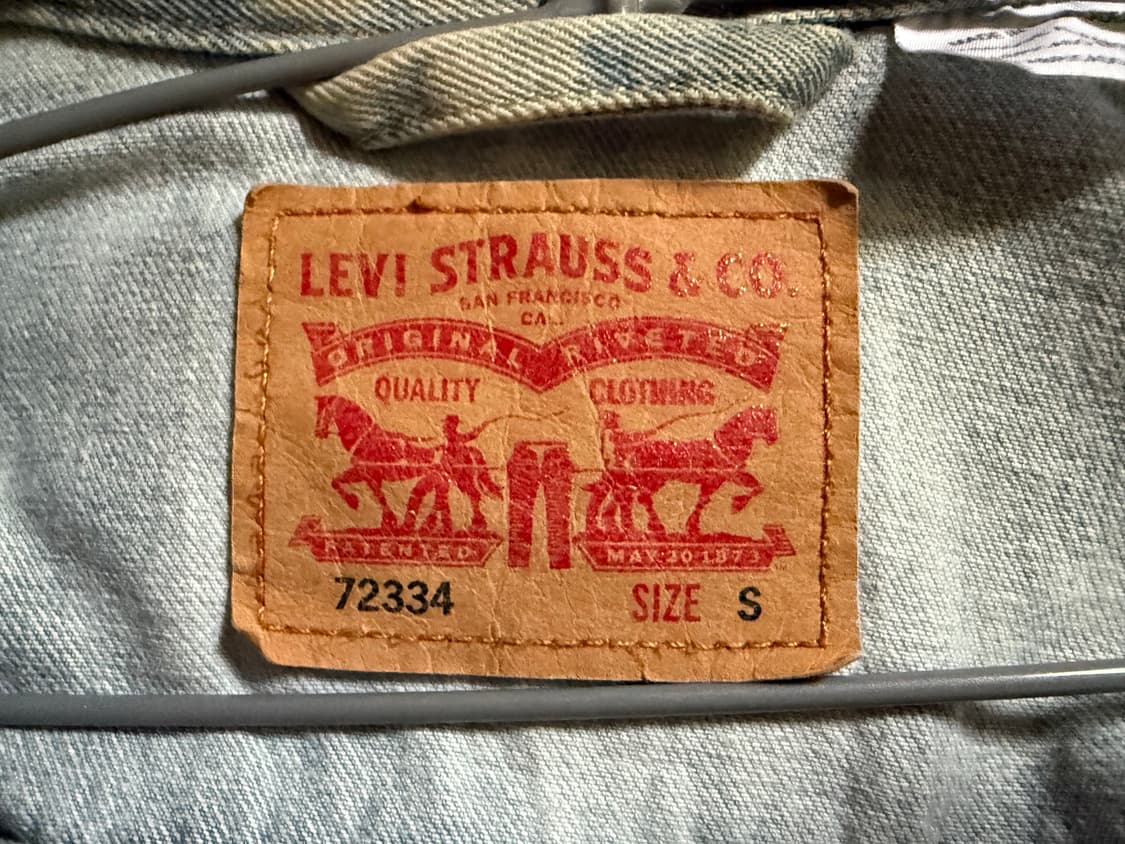 LEVI STRAUSS & CO.
SAN FRANCISCO
CAL.
ORIGINAL RIVETED
QUALITY CLOTHING
PATENTED MAY 20 1873
72334 SIZE S